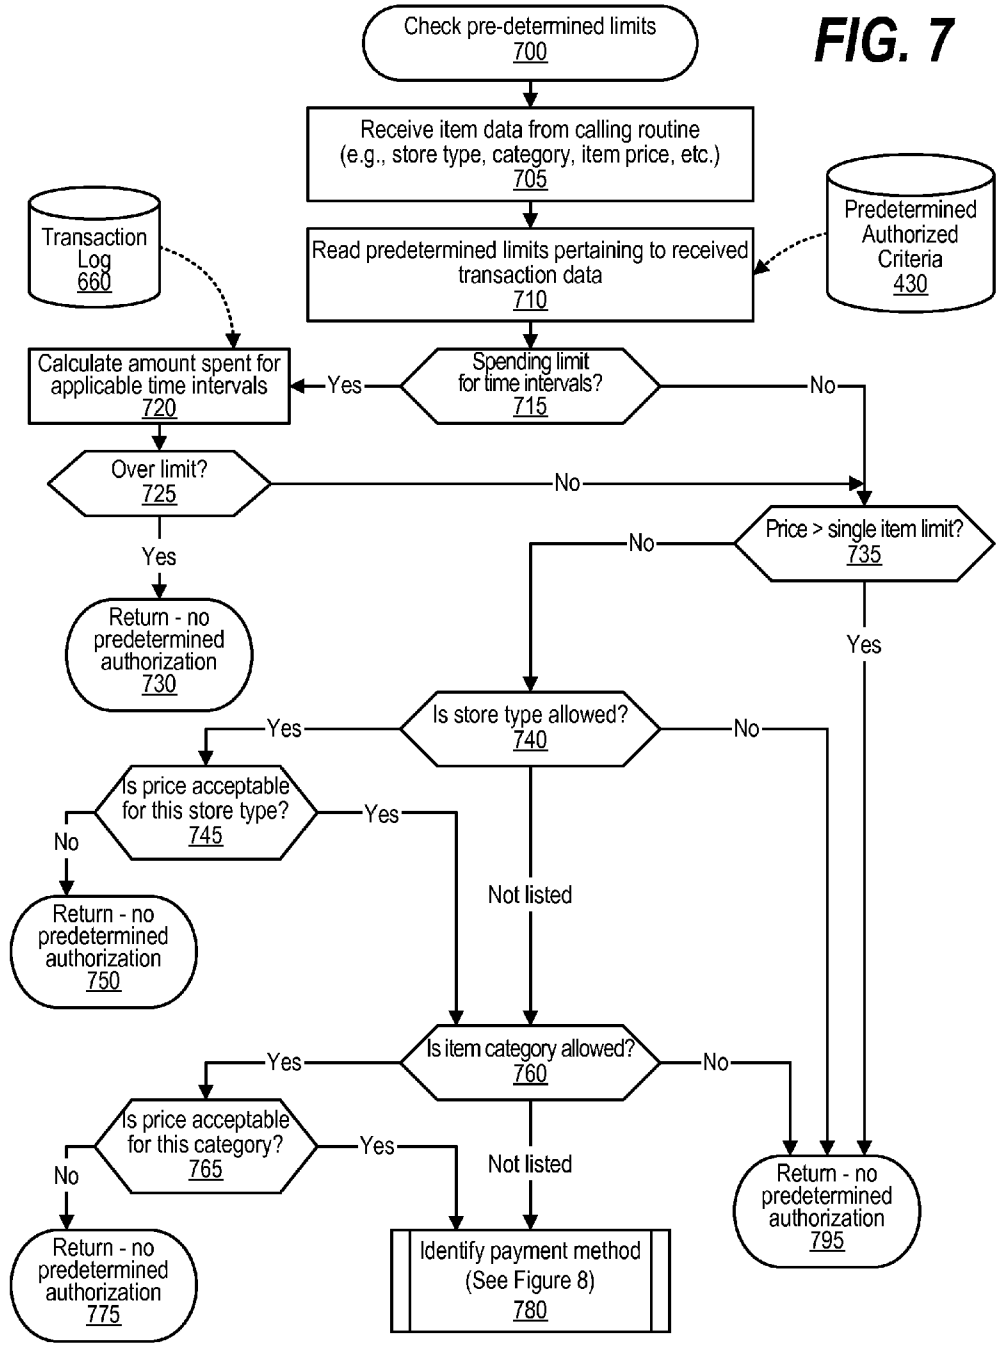 Check pre-determined limits
700
FIG. 7
Receive item data from calling routine
(e.g., store type, category, item price, etc.)
705
Transaction
Log
660
Read predetermined limits pertaining to received
transaction data
710
Predetermined
Authorized
Criteria
430
Calculate amount spent for
applicable time intervals
720
Yes
Spending limit
for time intervals?
715
No
Over limit?
725
No
Yes
Price > single item limit?
735
No
Yes
Return - no
predetermined
authorization
730
Is store type allowed?
740
Yes
No
Is price acceptable
for this store type?
745
Yes
No
Not listed
Return - no
predetermined
authorization
750
Is item category allowed?
760
Yes
No
Is price acceptable
for this category?
765
Yes
No
Not listed
Return - no
predetermined
authorization
795
Return - no
predetermined
authorization
775
Identify payment method
(See Figure 8)
780